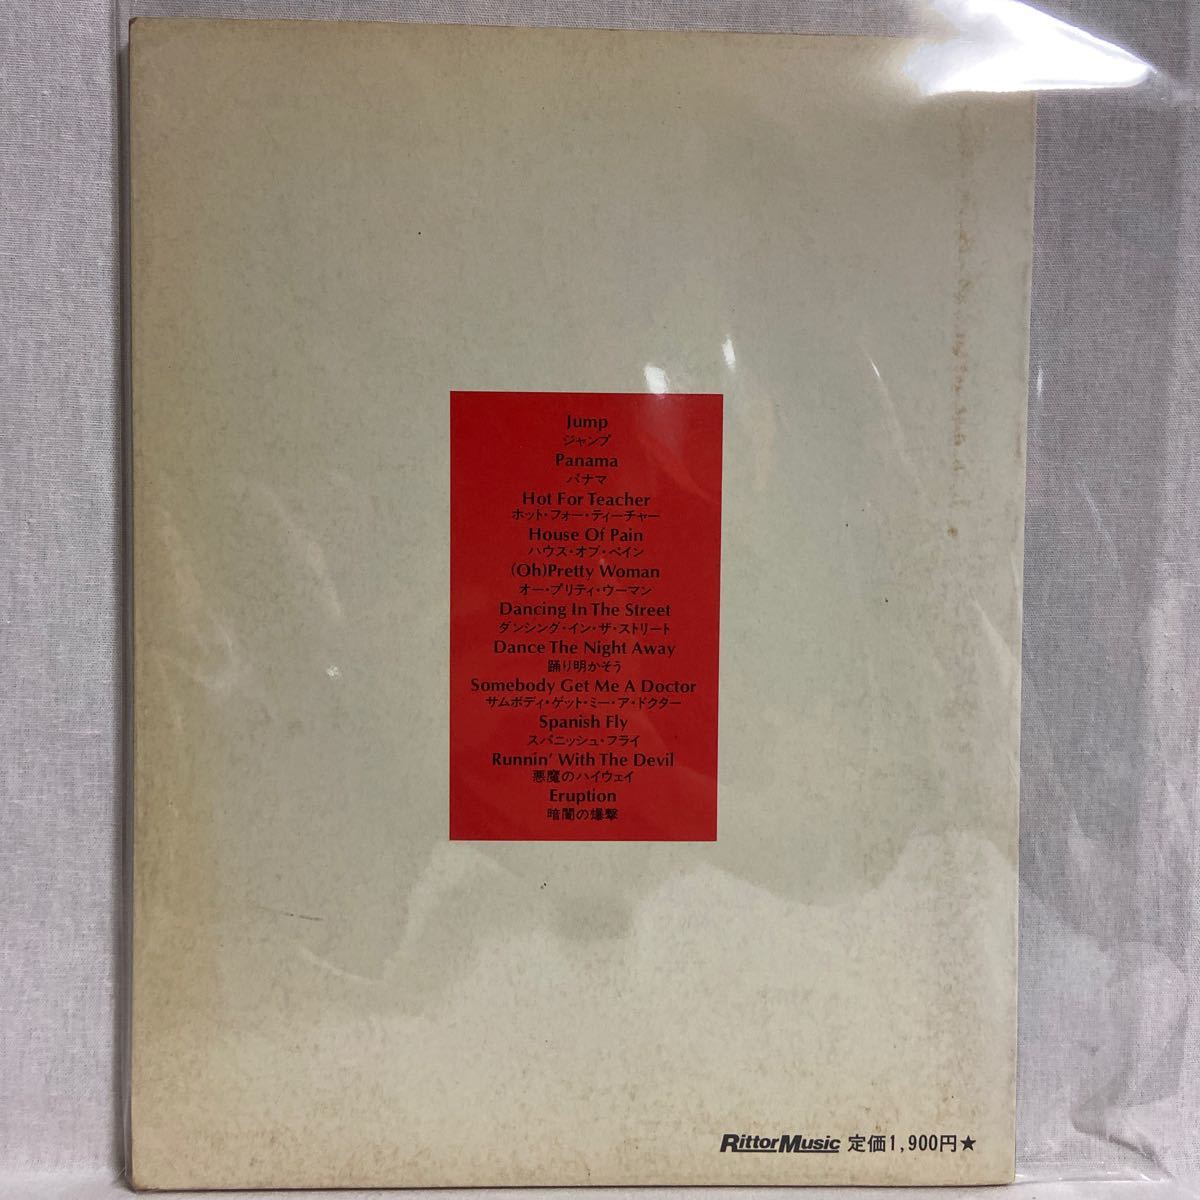 Jump
ジャンプ
Panama
パナマ
Hot For Teacher
ホット・フォー・ティーチャー
House Of Pain
ハウス・オブ・ペイン
(Oh)Pretty Woman
オー・プリティ・ウーマン
Dancing In The Street
ダンシング・イン・ザ・ストリート
Dance The Night Away
踊り明かそう
Somebody Get Me A Doctor
サムボディ・ゲット・ミー・ア・ドクター
Spanish Fly
スパニッシュ・フライ
Runnin' With The Devil
悪魔のハイウェイ
Eruption
暗闇の爆撃
RittorMusic 定価1,900円★